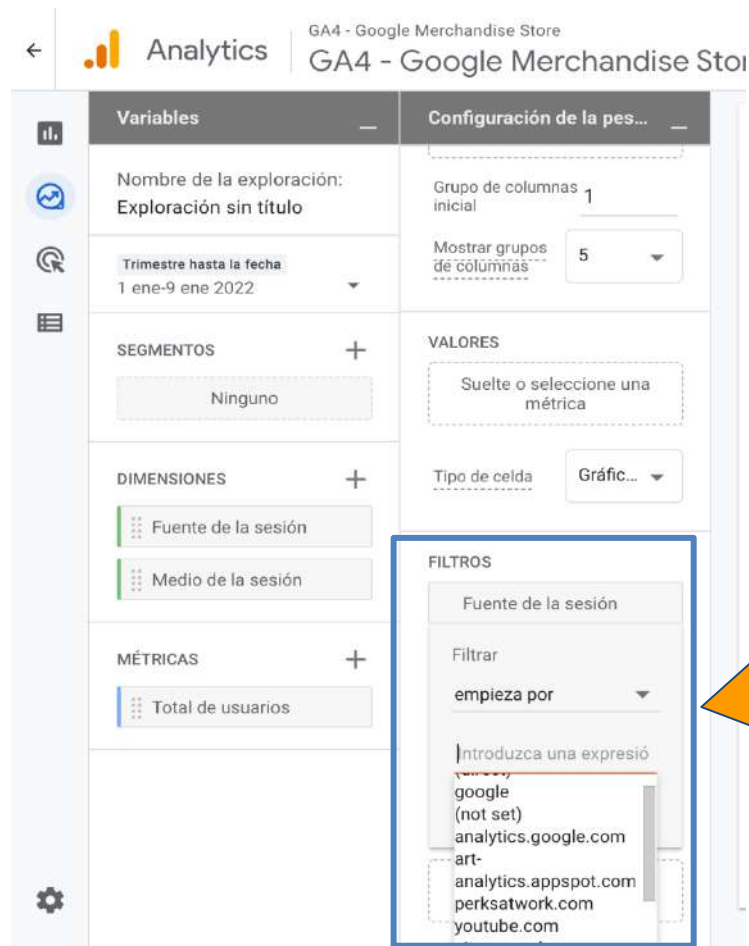 GA4 - Google Merchandise Store
Analytics
GA4 - Google Merchandise Stor
Variables
Nombre de la exploración:
Exploración sin título
Trimestre hasta la fecha
1 ene-9 ene 2022
SEGMENTOS
Ninguno
DIMENSIONES
Fuente de la sesión
Medio de la sesión
MÉTRICAS
Total de usuarios
Configuración de la pes...
Grupo de columnas
inicial
1
Mostrar grupos
de columnas
5
VALORES
Suelte o seleccione una
métrica
Tipo de celda
Gráfic...
FILTROS
Fuente de la sesión
Filtrar
empieza por
Introduzca una expresió
(direct)
google
(not set)
analytics.google.com
art-
analytics.appspot.com
perksatwork.com
youtube.com